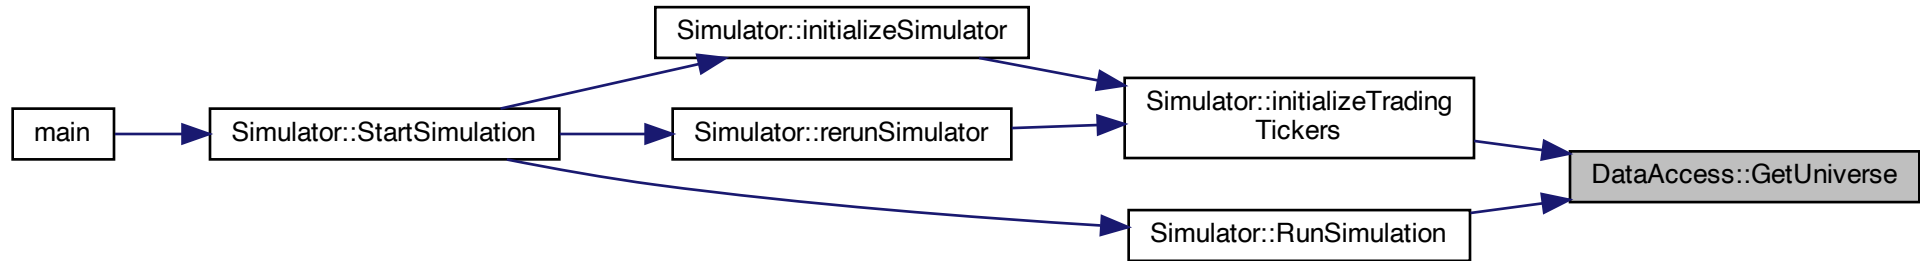 Simulator::initializeSimulator
main
Simulator::StartSimulation
Simulator::rerunSimulator
Simulator::initializeTrading
Tickers
DataAccess::GetUniverse
Simulator::RunSimulation